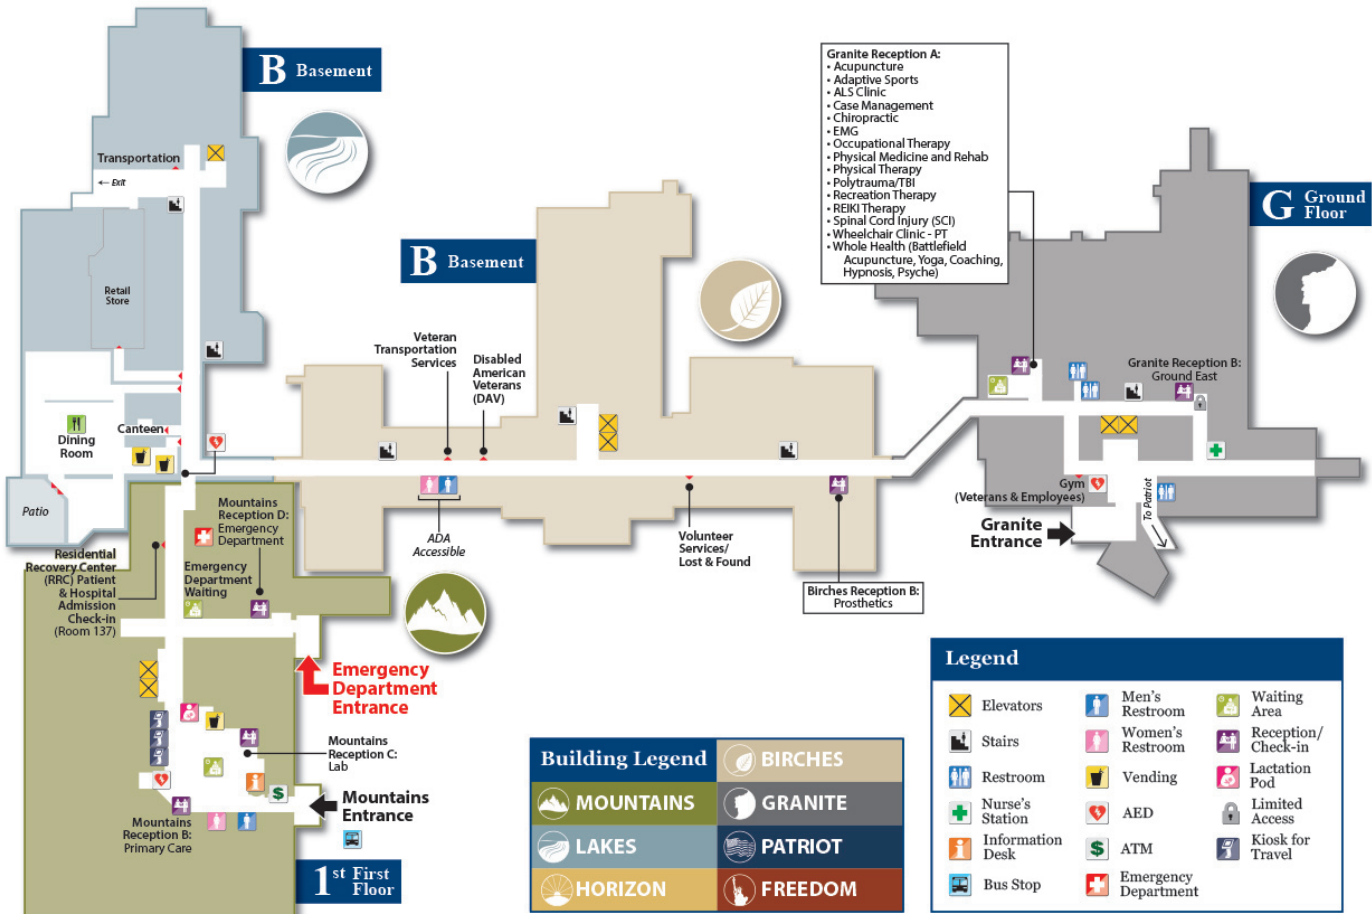 B Basement
Transportation
← Exit
Retail
Store
Canteen
Dining
Room
Patio
B Basement
Veteran
Transportation
Services
Disabled
American
Veterans
(DAV)
ADA
Accessible
Volunteer
Services/
Lost & Found
Birches Reception B:
Prosthetics
Granite Reception A:
• Acupuncture
• Adaptive Sports
• ALS Clinic
• Case Management
• Chiropractic
• EMG
• Occupational Therapy
• Physical Medicine and Rehab
• Physical Therapy
• Polytrauma/TBI
• Recreation Therapy
• REIKI Therapy
• Spinal Cord Injury (SCI)
• Wheelchair Clinic - PT
• Whole Health (Battlefield
Acupuncture, Yoga, Coaching,
Hypnosis, Psyche)
G Ground
Floor
Granite Reception B:
Ground East
Gym
(Veterans & Employees)
To Patriot
Granite
Entrance
Mountains
Reception D:
Emergency
Department
Residential
Recovery Center
(RRC) Patient
& Hospital
Admission
Check-in
(Room 137)
Emergency
Department
Waiting
Emergency
Department
Entrance
Mountains
Reception C:
Lab
Mountains
Entrance
Mountains
Reception B:
Primary Care
$
1st First
Floor
Building Legend
BIRCHES
MOUNTAINS
GRANITE
LAKES
PATRIOT
HORIZON
FREEDOM
Legend
Elevators
Stairs
Restroom
Nurse's
Station
Information
Desk
Bus Stop
Men's
Restroom
Women's
Restroom
Vending
AED
$ ATM
Emergency
Department
Waiting
Area
Reception/
Check-in
Lactation
Pod
Limited
Access
Kiosk for
Travel